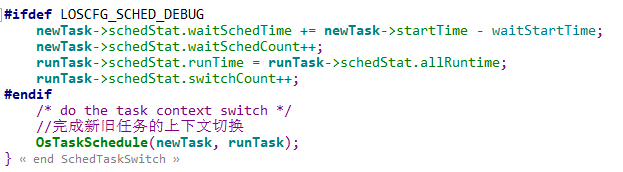 #ifdef LOSCFG_SCHED_DEBUG
newTask->schedStat.waitSchedTime += newTask->startTime - waitStartTime;
newTask->schedStat.waitSchedCount++;
runTask->schedStat.runTime = runTask->schedStat.allRuntime;
runTask->schedStat.switchCount++;
#endif
/* do the task context switch */
//完成新旧任务的上下文切换
OsTaskSchedule(newTask, runTask);
} « end SchedTaskSwitch »